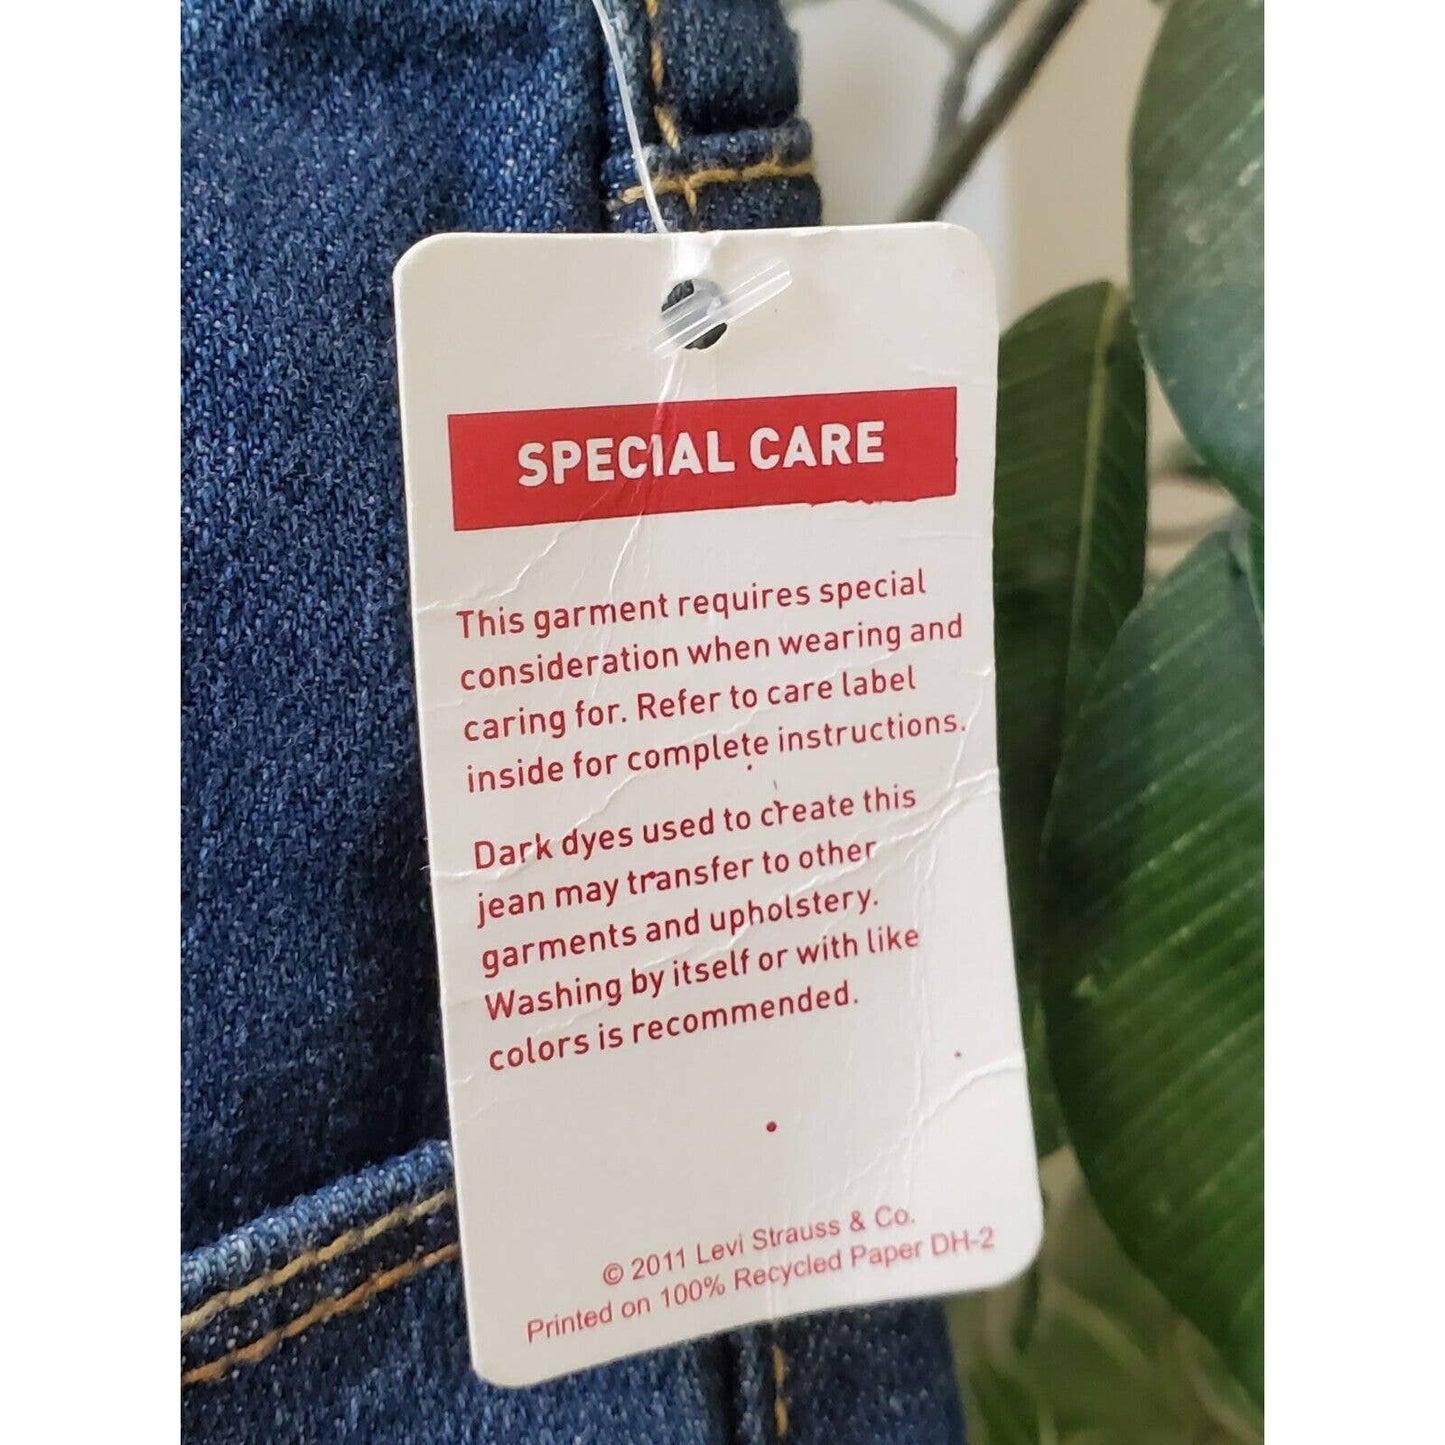 SPECIAL CARE
This garment requires special
consideration when wearing and
caring for. Refer to care label
inside for complete instructions.
Dark dyes used to create this
jean may transfer to other
garments and upholstery.
Washing by itself or with like
colors is recommended.
© 2011 Levi Strauss & Co.
Printed on 100% Recycled Paper DH-2